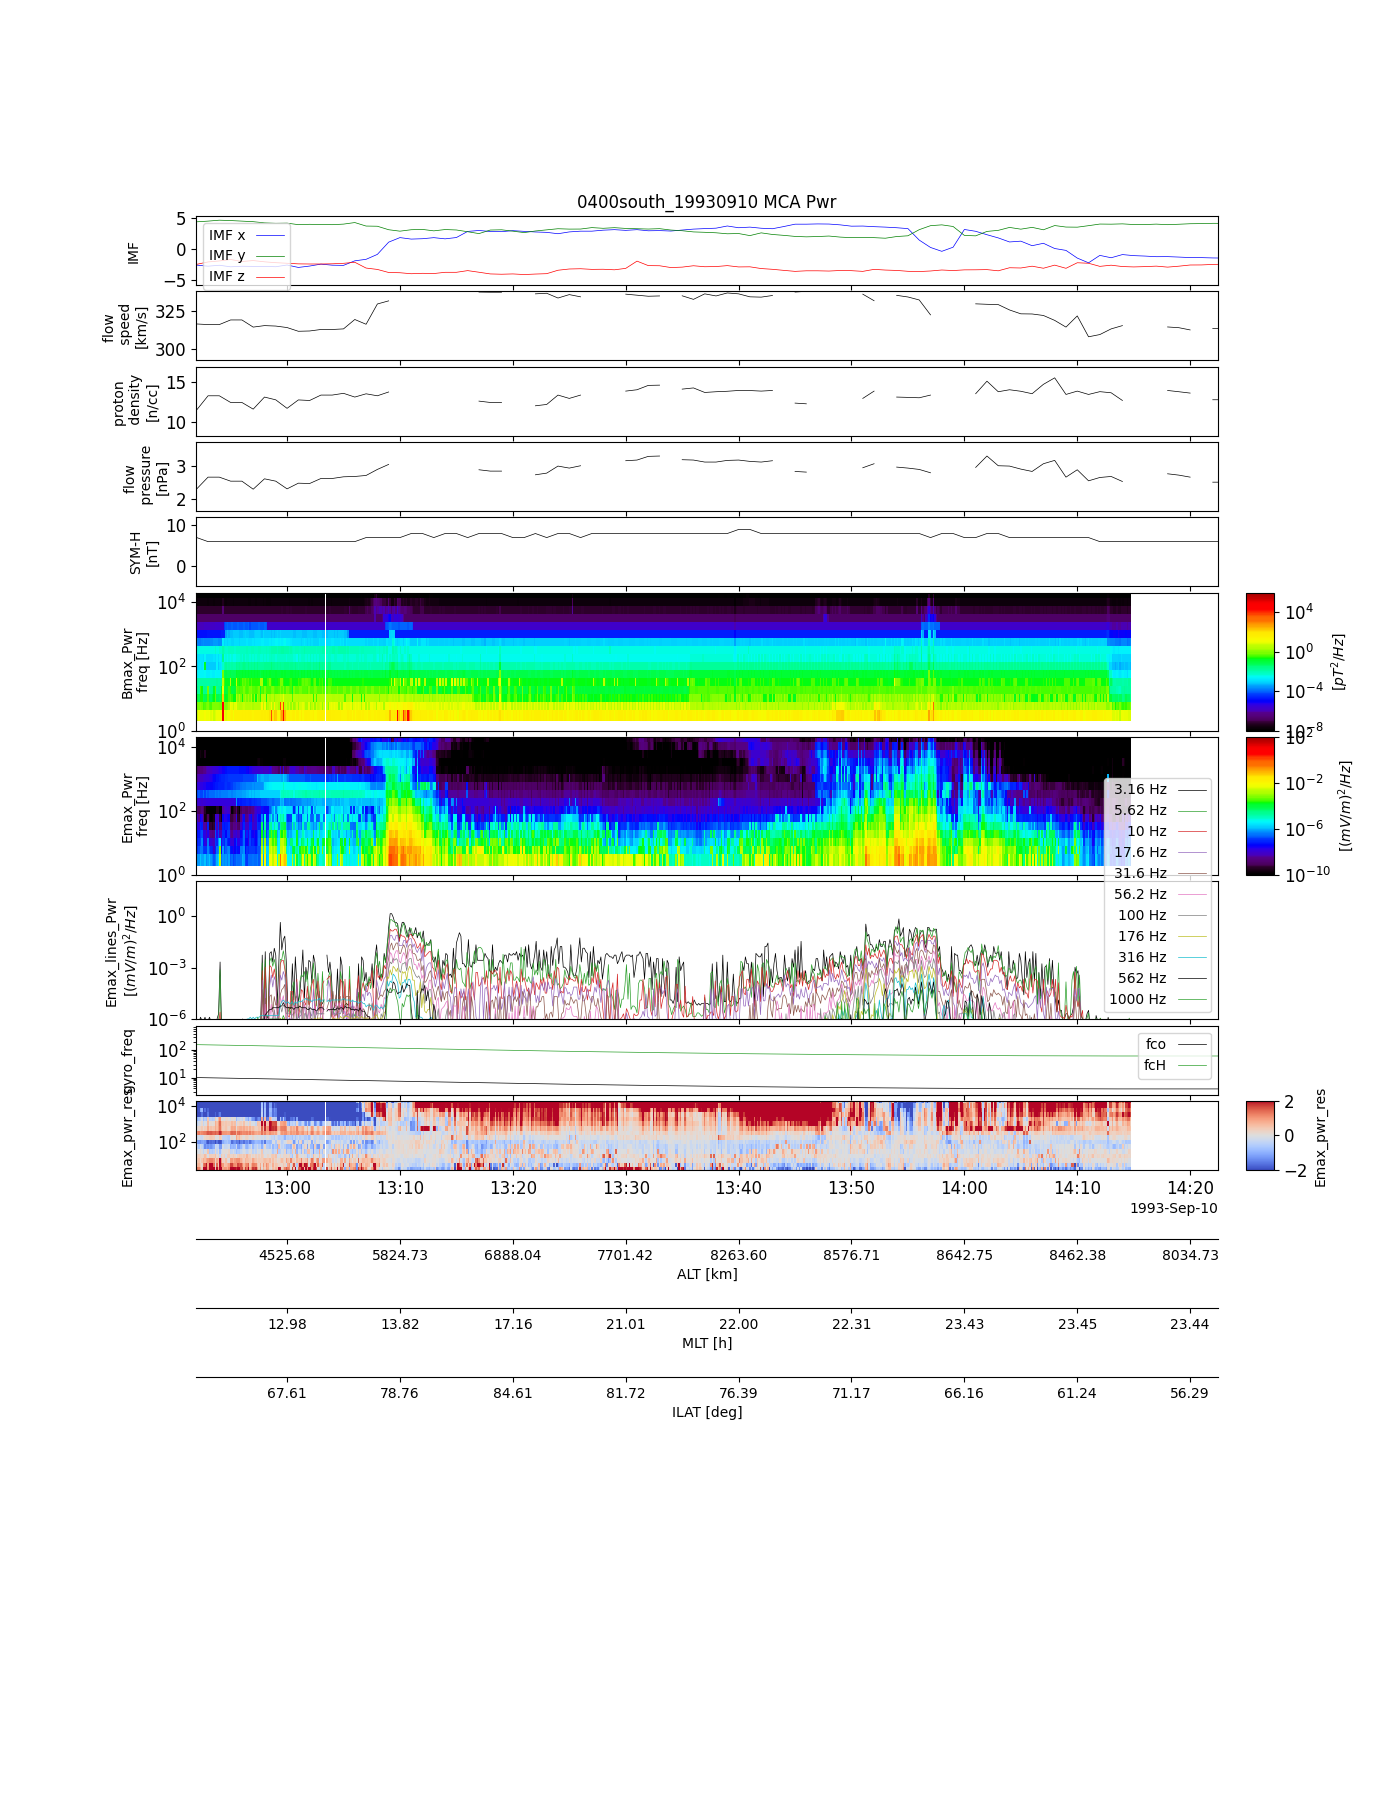 0400south_19930910 MCA Pwr
IMF
5
0
−5
IMF x
IMF y
IMF z
flow
speed
[km/s]
325
300
proton
density
[n/cc]
15
10
flow
pressure
[nPa]
3
2
SYM-H
[nT]
10
0
Bmax_Pwr
freq [Hz]
10^4
10^2
10^0
10^4
10^0
10^−4
10^−8
[pT^2/Hz]
Emax_Pwr
freq [Hz]
10^4
10^2
10^0
10^2
10^−2
10^−6
10^−10
[(mV/m)^2/Hz]
3.16 Hz
5.62 Hz
10 Hz
17.6 Hz
31.6 Hz
56.2 Hz
100 Hz
176 Hz
316 Hz
562 Hz
1000 Hz
Emax_lines_Pwr
[(mV/m)^2/Hz]
10^0
10^−3
10^−6
gyro_freq
10^2
10^1
fco
fcH
Emax_pwr_res
10^4
10^2
2
0
−2
Emax_pwr_res
13:00 13:10 13:20 13:30 13:40 13:50 14:00 14:10 14:20
1993-Sep-10
4525.68 5824.73 6888.04 7701.42 8263.60 8576.71 8642.75 8462.38 8034.73
ALT [km]
12.98 13.82 17.16 21.01 22.00 22.31 23.43 23.45 23.44
MLT [h]
67.61 78.76 84.61 81.72 76.39 71.17 66.16 61.24 56.29
ILAT [deg]